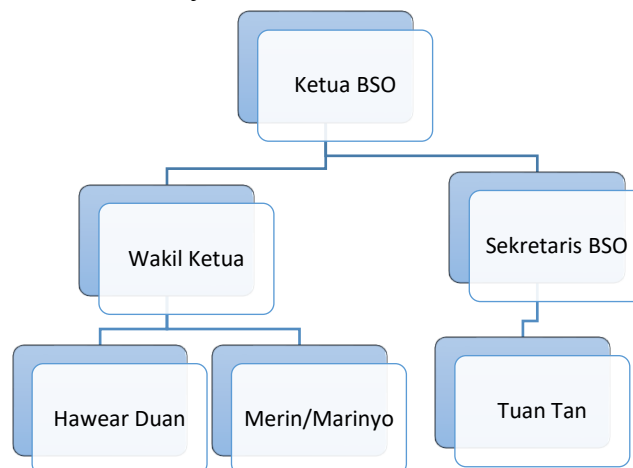 Ketua BSO
Wakil Ketua
Sekretaris BSO
Hawear Duan
Merin/Marinyo
Tuan Tan